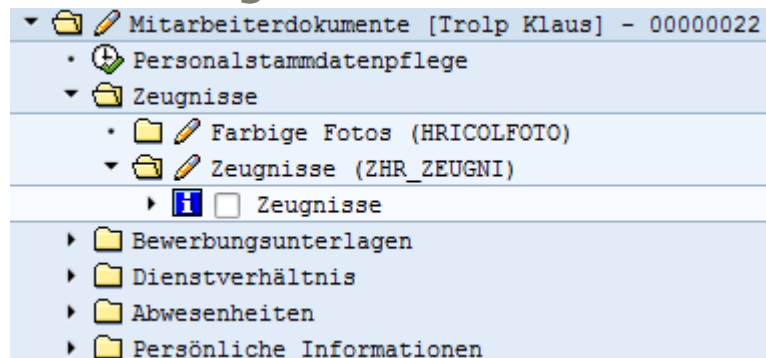 Mitarbeiterdokumente [Trolp Klaus] - 00000022
Personalstammdatenpflege
Zeugnisse
Farbige Fotos (HRICOLFOTO)
Zeugnisse (ZHR_ZEUGNI)
Zeugnisse
Bewerbungsunterlagen
Dienstverhältnis
Abwesenheiten
Persönliche Informationen